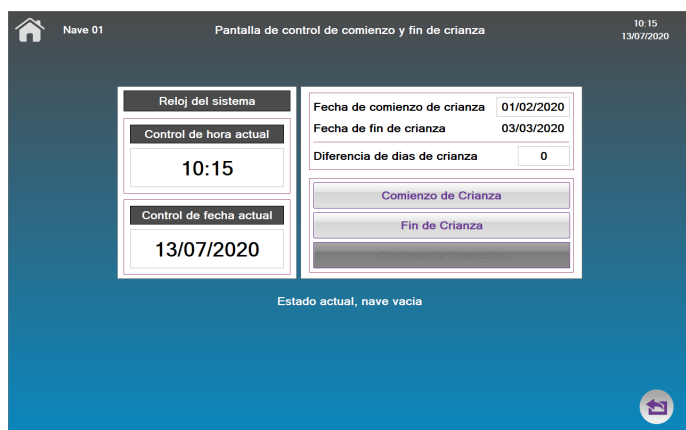 Nave 01
Pantalla de control de comienzo y fin de crianza
10:15
13/07/2020
Reloj del sistema
Control de hora actual
10:15
Control de fecha actual
13/07/2020
Fecha de comienzo de crianza 01/02/2020
Fecha de fin de crianza 03/03/2020
Diferencia de dias de crianza 0
Comienzo de Crianza
Fin de Crianza
Estado actual, nave vacia